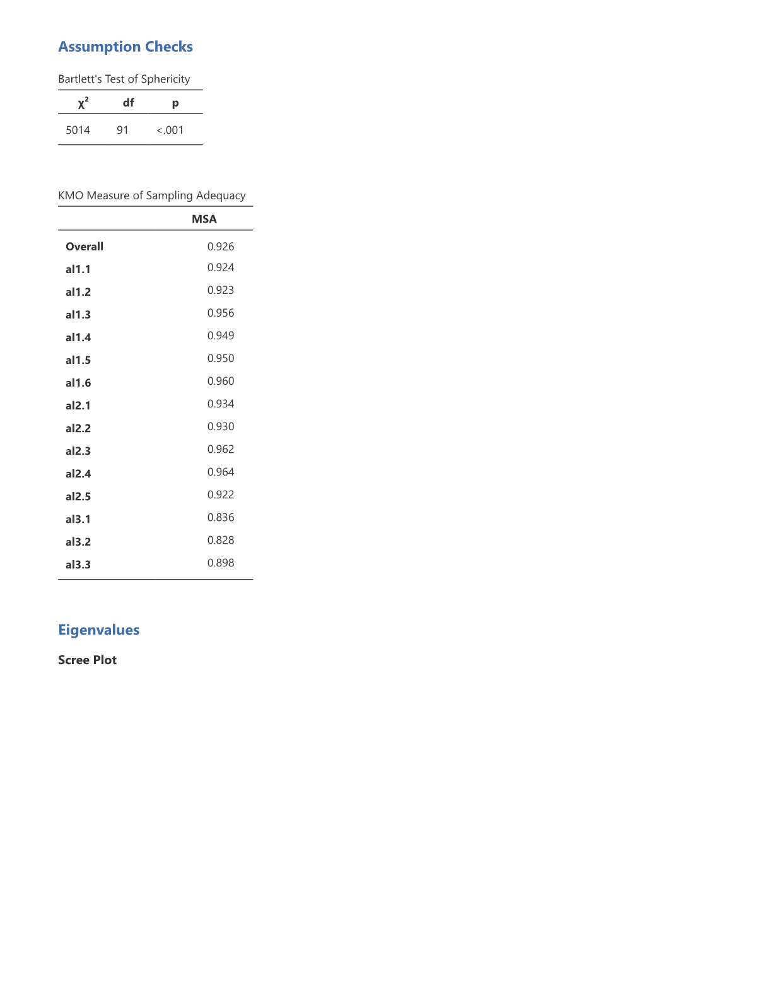 Assumption Checks
Bartlett's Test of Sphericity
χ² df p
5014 91 <.001
KMO Measure of Sampling Adequacy
MSA
Overall 0.926
al1.1 0.924
al1.2 0.923
al1.3 0.956
al1.4 0.949
al1.5 0.950
al1.6 0.960
al2.1 0.934
al2.2 0.930
al2.3 0.962
al2.4 0.964
al2.5 0.922
al3.1 0.836
al3.2 0.828
al3.3 0.898
Eigenvalues
Scree Plot